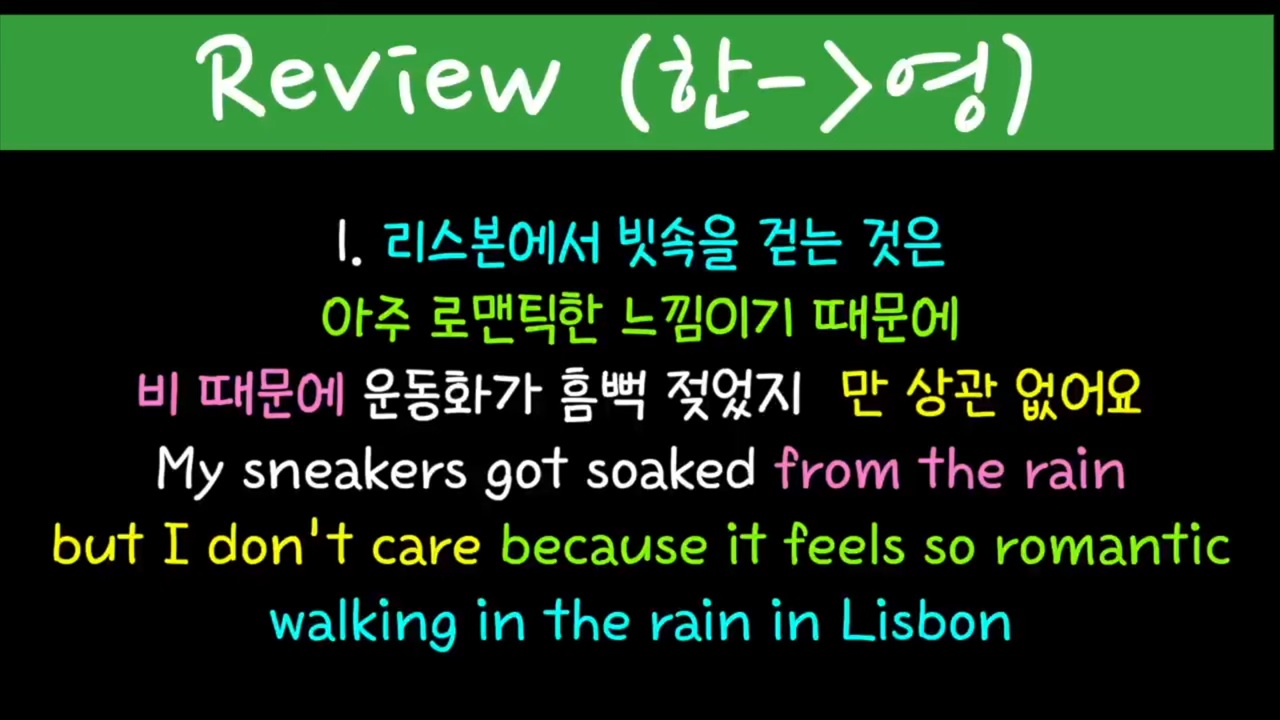 Review (한->영)
1. 리스본에서 빗속을 걷는 것은
아주 로맨틱한 느낌이기 때문에
비 때문에 운동화가 흠뻑 젖었지 만 상관 없어요
My sneakers got soaked from the rain
but I don't care because it feels so romantic
walking in the rain in Lisbon